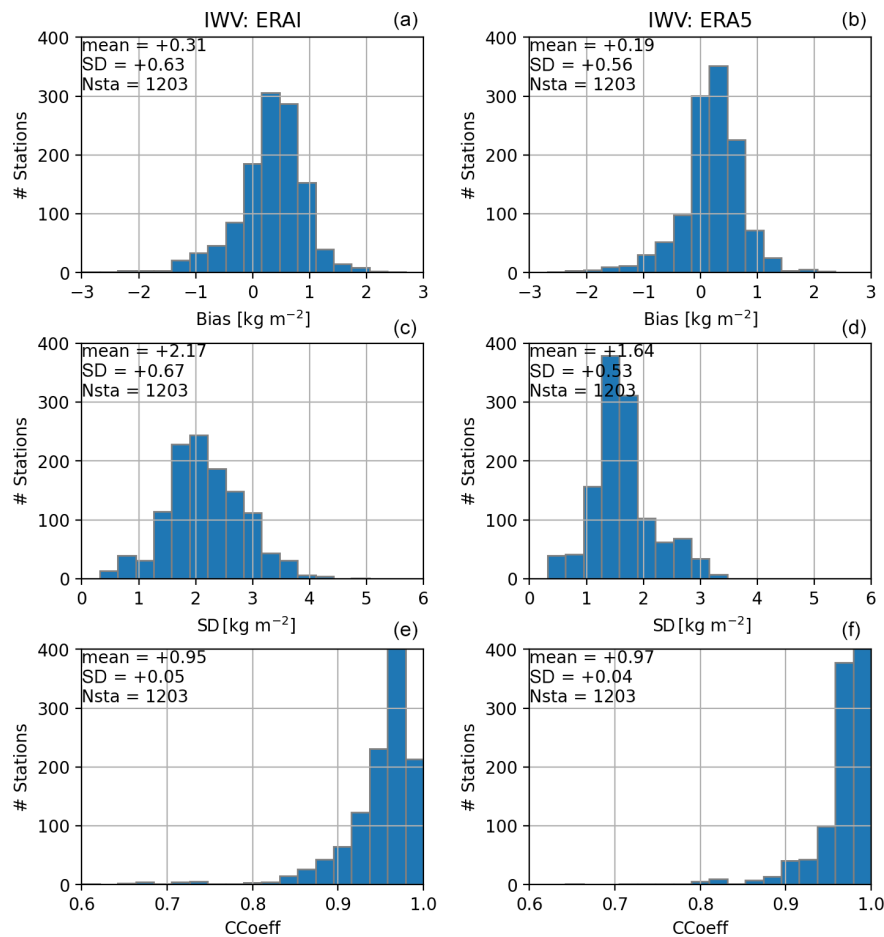 IWV: ERAI (a)
400
300
200
100
0
# Stations
mean = +0.31
SD = +0.63
Nsta = 1203
−3 −2 −1 0 1 2 3
Bias [kg m−2]
IWV: ERA5 (b)
400
300
200
100
0
# Stations
mean = +0.19
SD = +0.56
Nsta = 1203
−3 −2 −1 0 1 2 3
Bias [kg m−2]
(c)
400
300
200
100
0
# Stations
mean = +2.17
SD = +0.67
Nsta = 1203
0 1 2 3 4 5 6
SD [kg m−2]
(d)
400
300
200
100
0
# Stations
mean = +1.64
SD = +0.53
Nsta = 1203
0 1 2 3 4 5 6
SD [kg m−2]
(e)
400
300
200
100
0
# Stations
mean = +0.95
SD = +0.05
Nsta = 1203
0.6 0.7 0.8 0.9 1.0
CCoeff
(f)
400
300
200
100
0
# Stations
mean = +0.97
SD = +0.04
Nsta = 1203
0.6 0.7 0.8 0.9 1.0
CCoeff